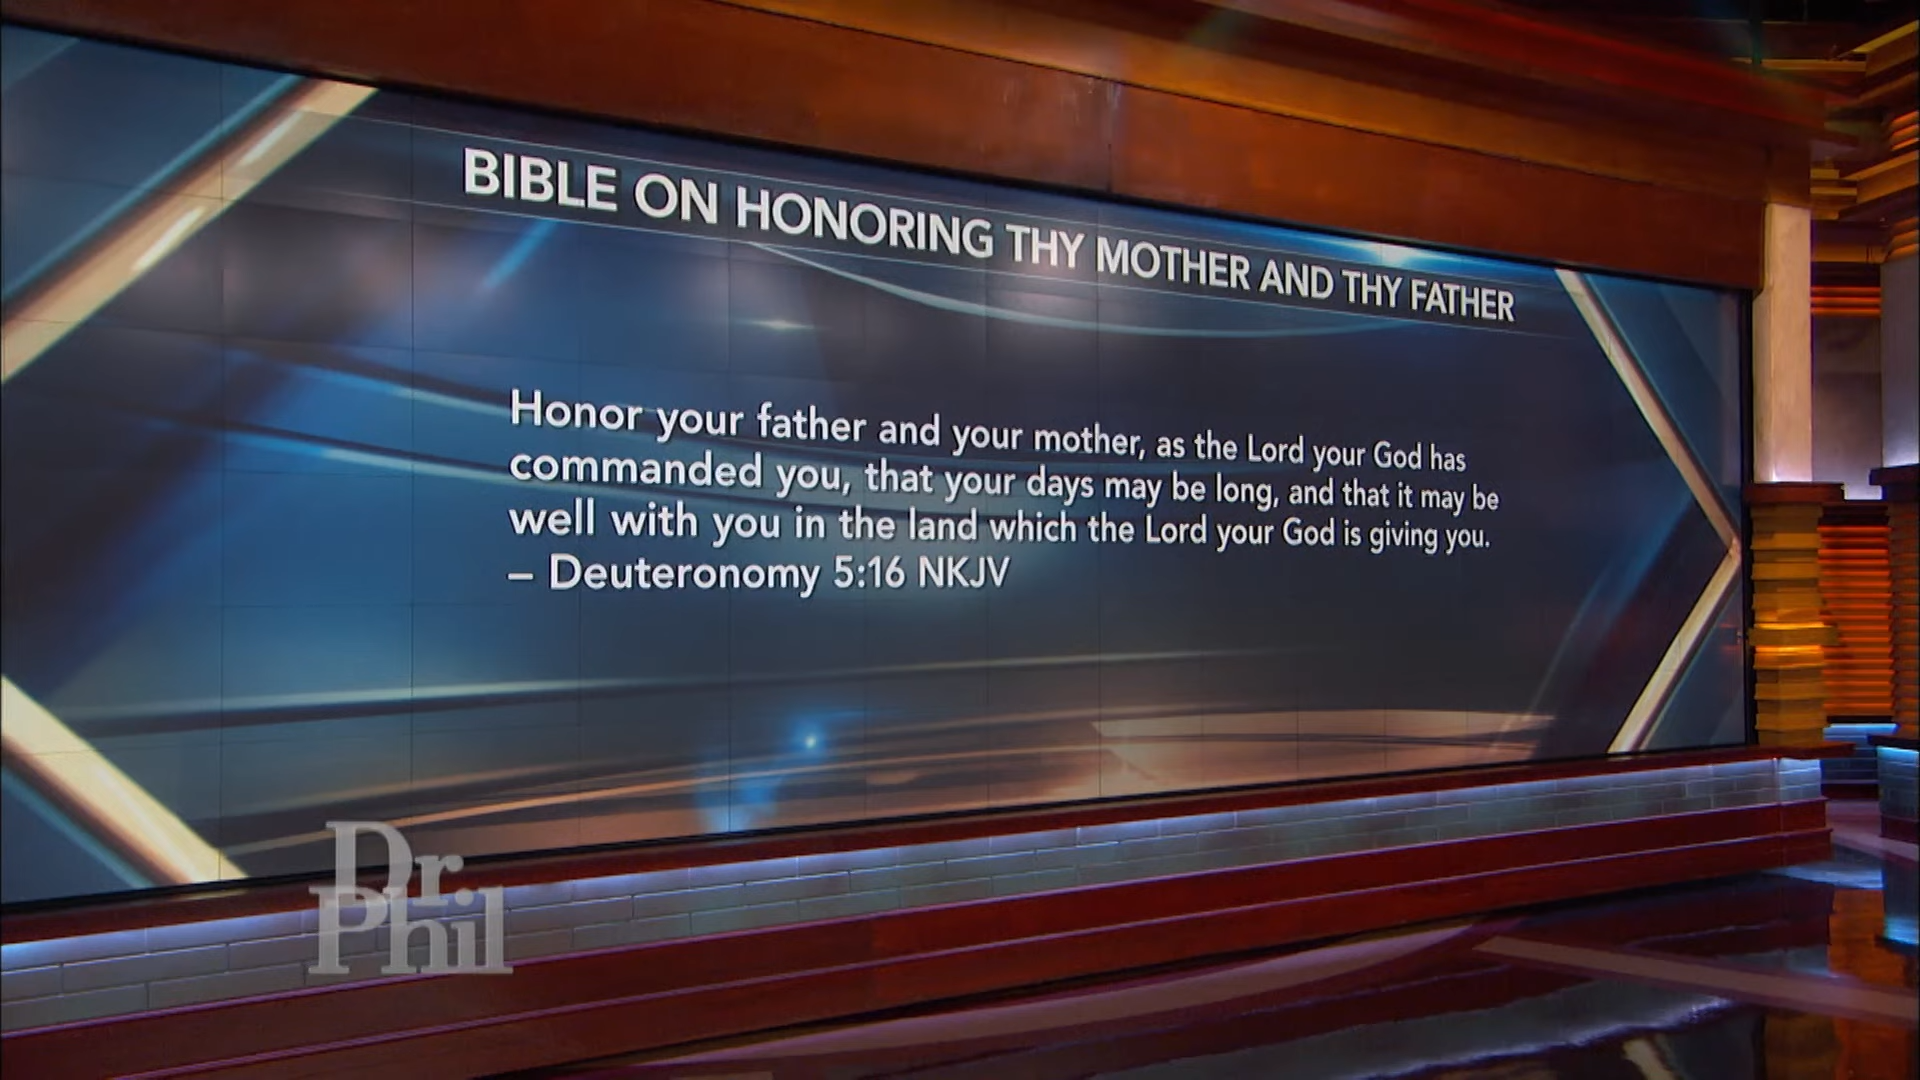 BIBLE ON HONORING THY MOTHER AND THY FATHER
Honor your father and your mother, as the Lord your God has
commanded you, that your days may be long, and that it may be
well with you in the land which the Lord your God is giving you.
– Deuteronomy 5:16 NKJV
Dr.
Phil